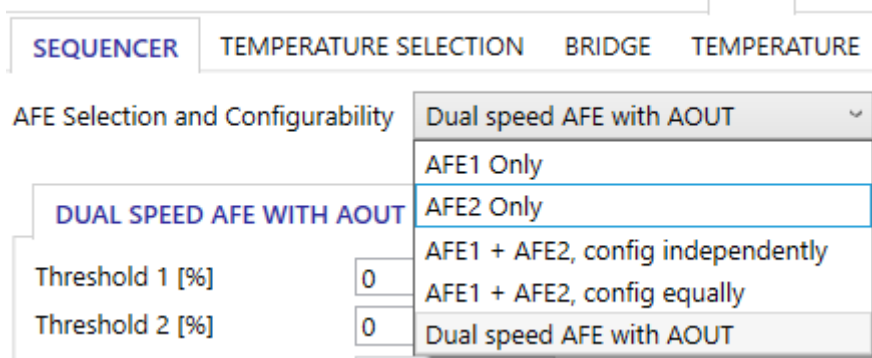 SEQUENCER TEMPERATURE SELECTION BRIDGE TEMPERATURE
AFE Selection and Configurability Dual speed AFE with AOUT
AFE1 Only
DUAL SPEED AFE WITH AOUT AFE2 Only
AFE1 + AFE2, config independently
Threshold 1 [%] 0
AFE1 + AFE2, config equally
Threshold 2 [%] 0
Dual speed AFE with AOUT